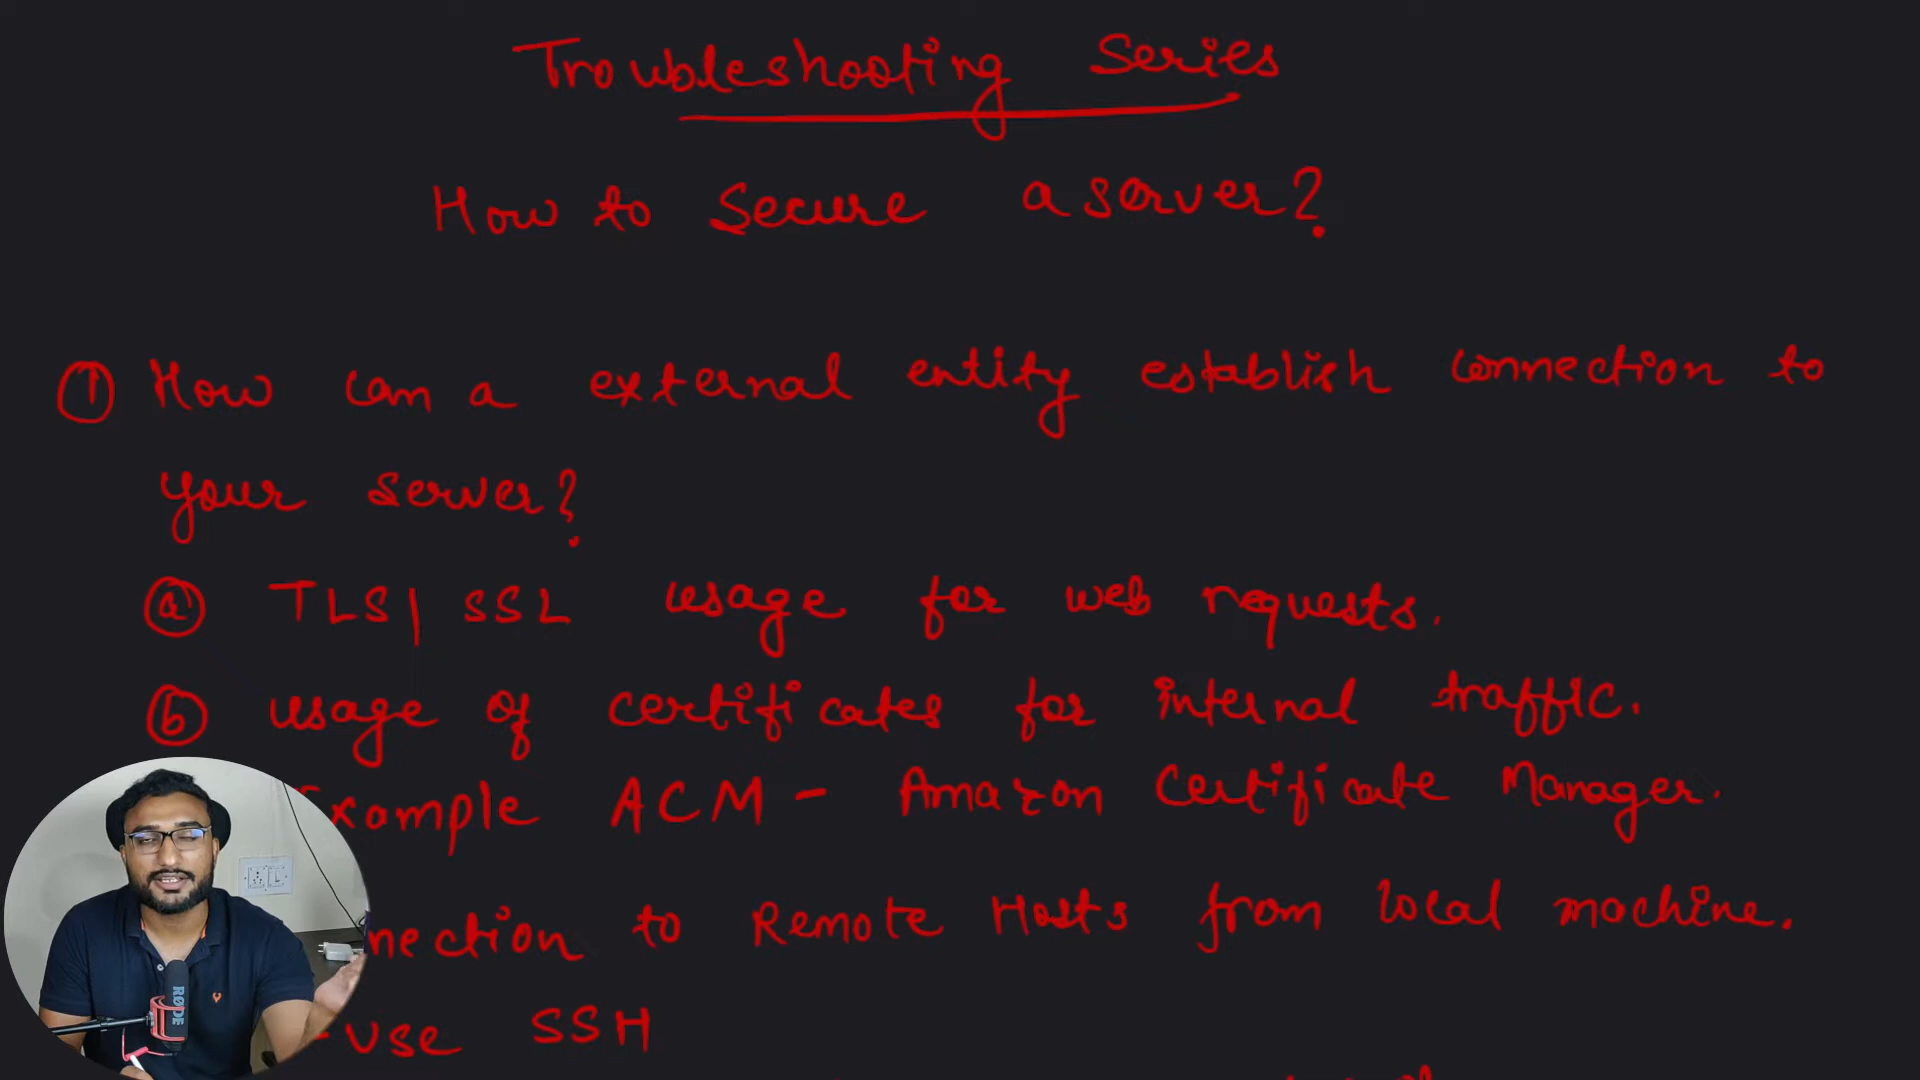 Troubleshooting Series
How to Secure a server?
1 How can a external entity establish connection to
your server?
a TLS | SSL usage for web requests.
b usage of certificates for internal traffic.
Example ACM - Amazon Certificate Manager.
nection to Remote Hosts from local machine.
- Use SSH
RØDE